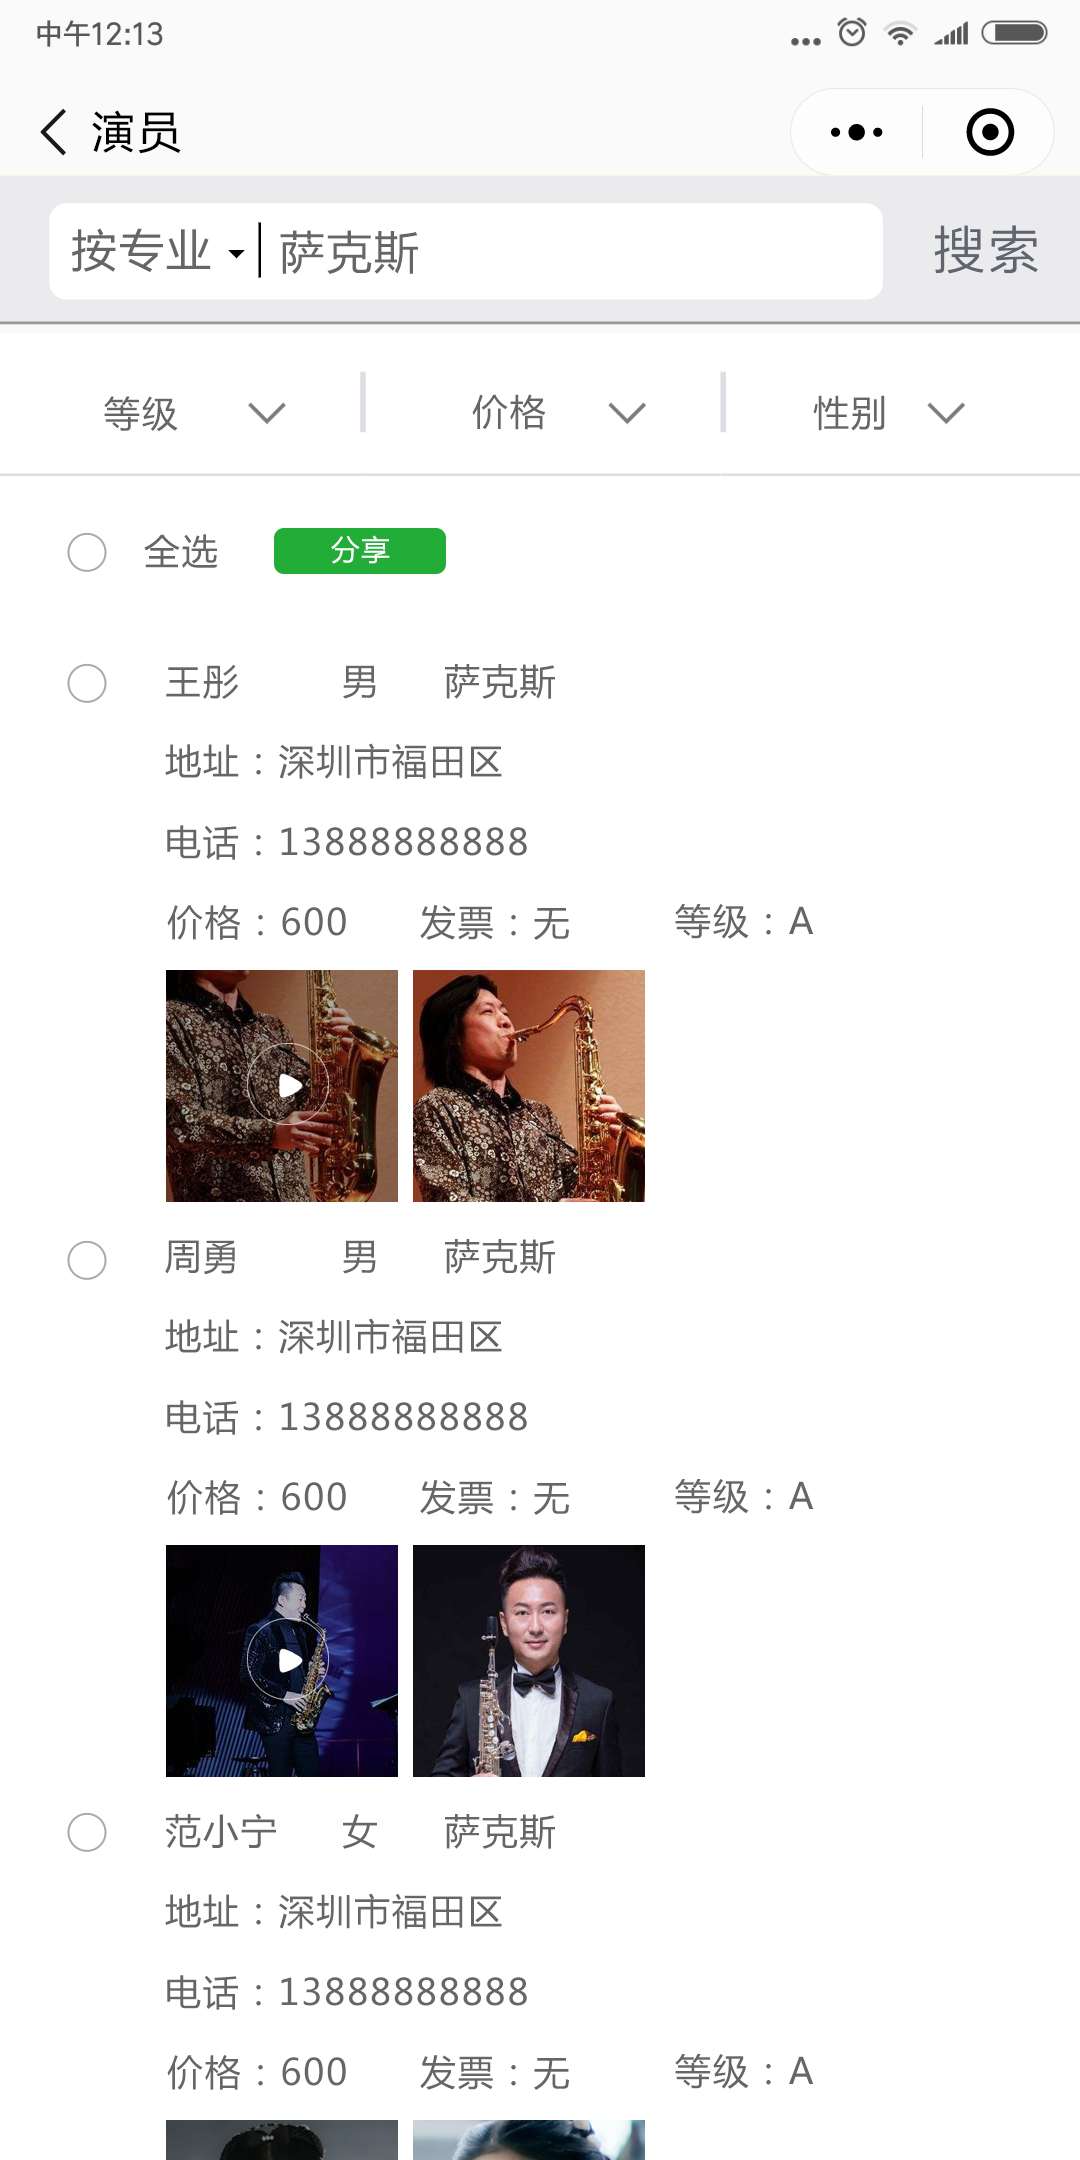 中午12:13
演员
按专业 萨克斯 搜索
等级 价格 性别
全选 分享
王彤 男 萨克斯
地址：深圳市福田区
电话：13888888888
价格：600 发票：无 等级：A
周勇 男 萨克斯
地址：深圳市福田区
电话：13888888888
价格：600 发票：无 等级：A
范小宁 女 萨克斯
地址：深圳市福田区
电话：13888888888
价格：600 发票：无 等级：A